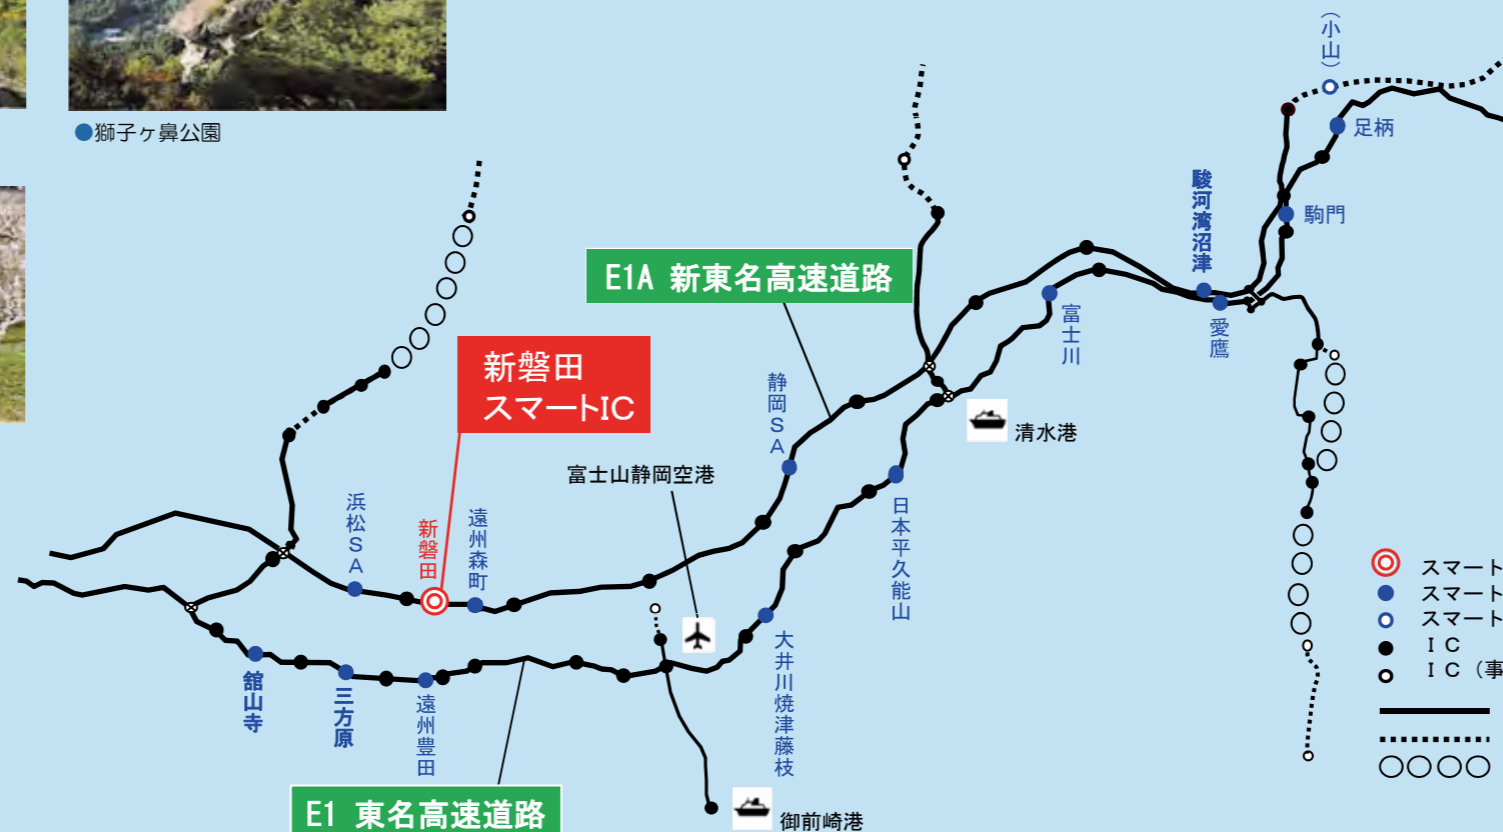 ●獅子ヶ鼻公園
(小山)
足柄
駒門
駿河湾沼津
愛鷹
E1A 新東名高速道路
富士川
新磐田
スマートIC
静岡SA
清水港
富士山静岡空港
浜松SA
新磐田
遠州森町
日本平久能山
大井川焼津藤枝
舘山寺
三方原
遠州豊田
E1 東名高速道路
御前崎港
スマート
スマート
スマート
IC
IC(事